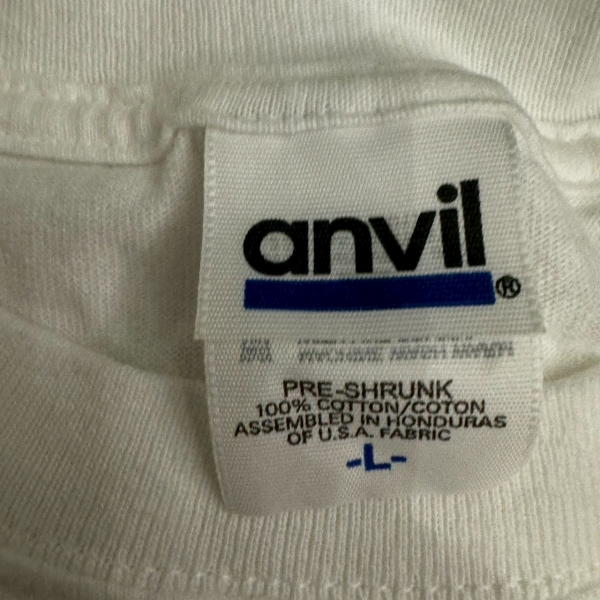 anvil
®
PRE-SHRUNK
100% COTTON/COTON
ASSEMBLED IN HONDURAS
OF U.S.A. FABRIC
-L-